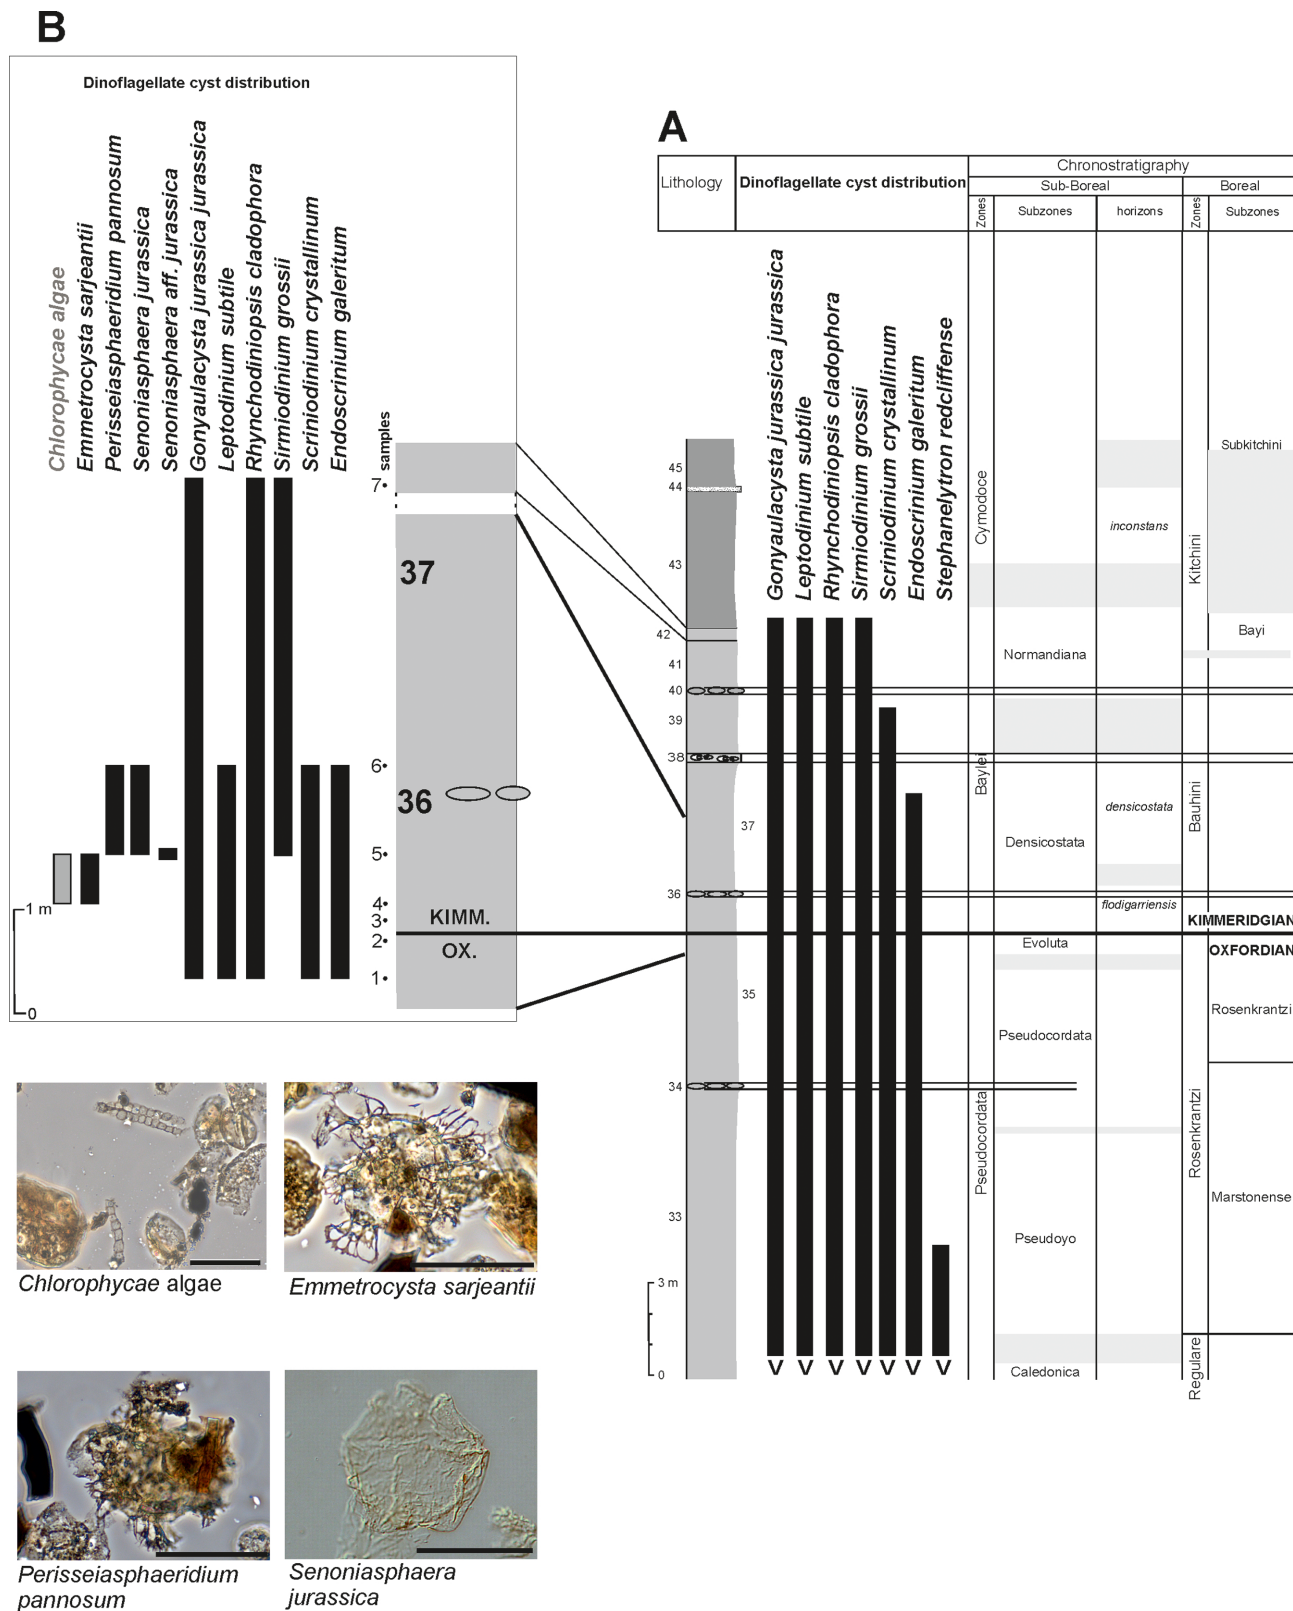 B
Dinoflagellate cyst distribution
Chlorophycae algae
Emmetrocysta sarjeantii
Perisseiasphaeridium pannosum
Senoniasphaera jurassica
Senoniasphaera aff. jurassica
Gonyaulacysta jurassica jurassica
Leptodinium subtile
Rhynchodiniopsis cladophora
Sirmiodinium grossii
Scriniodinium crystallinum
Endoscrinium galeritum
samples
7
37
6
36
5
4
1 m
3
KIMM.
2
OX.
1
0
A
Lithology
Dinoflagellate cyst distribution
Chronostratigraphy
Sub-Boreal
Boreal
Zones
Subzones
horizons
Zones
Subzones
Gonyaulacysta jurassica jurassica
Leptodinium subtile
Rhynchodiniopsis cladophora
Sirmiodinium grossii
Scriniodinium crystallinum
Endoscrinium galeritum
Stephanelytron redcliffense
45
44
43
42
41
40
39
38
37
36
35
34
33
3 m
0
V V V V V V V
Cymodoce
Baylei
Pseudocordata
Normandiana
Densicostata
Evoluta
Pseudocordata
Pseudoyo
Caledonica
inconstans
densicostata
flodigarriensis
Kitchini
Bauhini
Rosenkrantzi
Regulare
Subkitchini
Bayi
KIMMERIDGIAN
OXFORDIAN
Rosenkrantzi
Marstonense
Chlorophycae algae
Emmetrocysta sarjeantii
Perisseiasphaeridium
pannosum
Senoniasphaera
jurassica